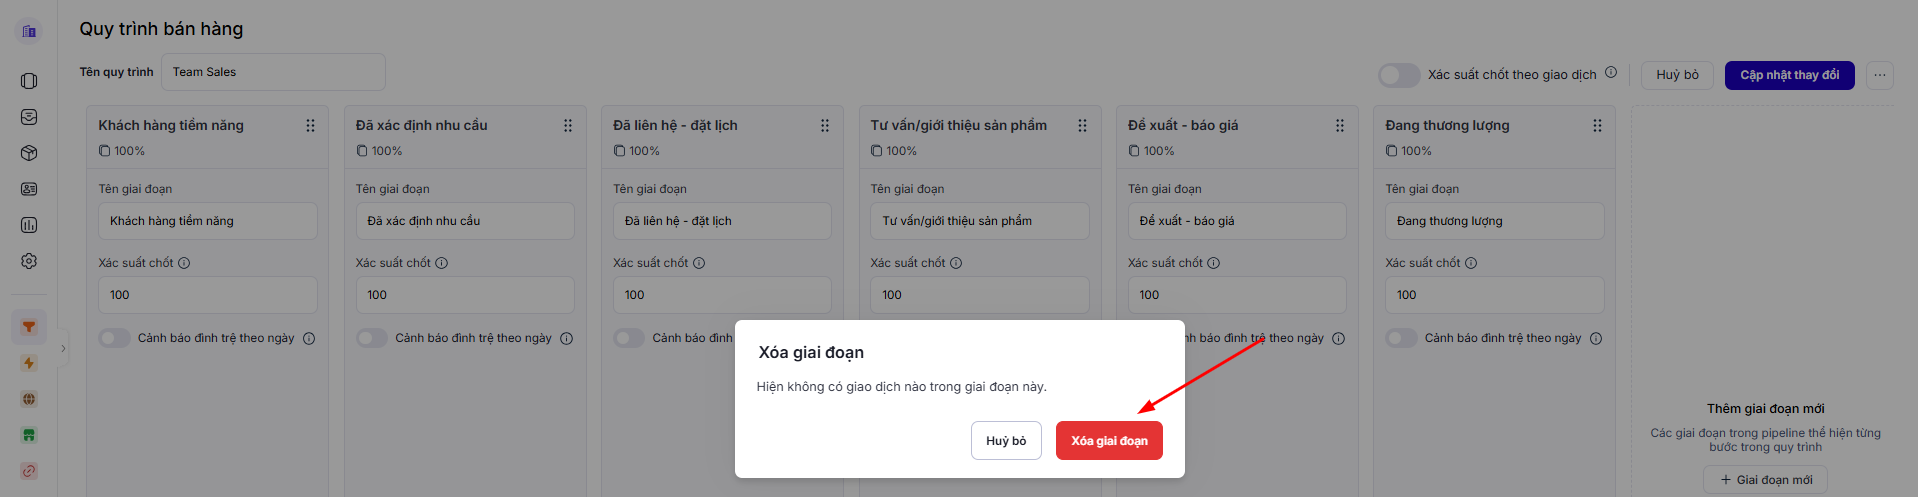 Quy trình bán hàng
Tên quy trình
Team Sales
Xác suất chốt theo giao dịch
Huỷ bỏ
Cập nhật thay đổi
Khách hàng tiềm năng
100%
Tên giai đoạn
Khách hàng tiềm năng
Xác suất chốt
100
Cảnh báo đình trệ theo ngày
Đã xác định nhu cầu
100%
Tên giai đoạn
Đã xác định nhu cầu
Xác suất chốt
100
Cảnh báo đình trệ theo ngày
Đã liên hệ - đặt lịch
100%
Tên giai đoạn
Đã liên hệ - đặt lịch
Xác suất chốt
100
Cảnh báo đình
Tư vấn/giới thiệu sản phẩm
100%
Tên giai đoạn
Tư vấn/giới thiệu sản phẩm
Xác suất chốt
100
Đề xuất - báo giá
100%
Tên giai đoạn
Đề xuất - báo giá
Xác suất chốt
100
nh báo đình trệ theo ngày
Đang thương lượng
100%
Tên giai đoạn
Đang thương lượng
Xác suất chốt
100
Cảnh báo đình trệ theo ngày
Thêm giai đoạn mới
Các giai đoạn trong pipeline thể hiện từng
bước trong quy trình
+ Giai đoạn mới
Xóa giai đoạn
Hiện không có giao dịch nào trong giai đoạn này.
Huỷ bỏ
Xóa giai đoạn